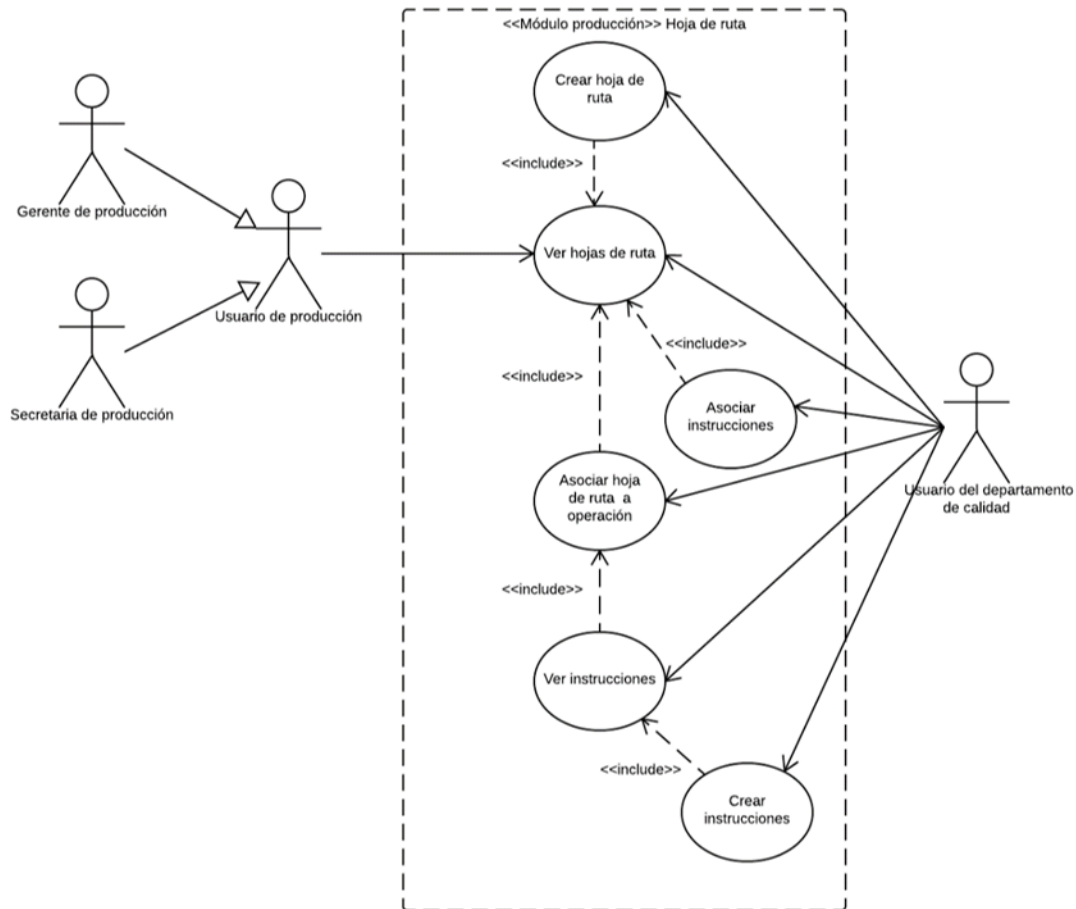 <<Módulo producción>> Hoja de ruta
Crear hoja de
ruta
<<include>>
Gerente de producción
Ver hojas de ruta
Usuario de producción
<<include>>
<<include>>
Secretaria de producción
Asociar
instrucciones
Asociar hoja
de ruta a
operación
Usuario del departamento
de calidad
<<include>>
Ver instrucciones
<<include>>
Crear
instrucciones